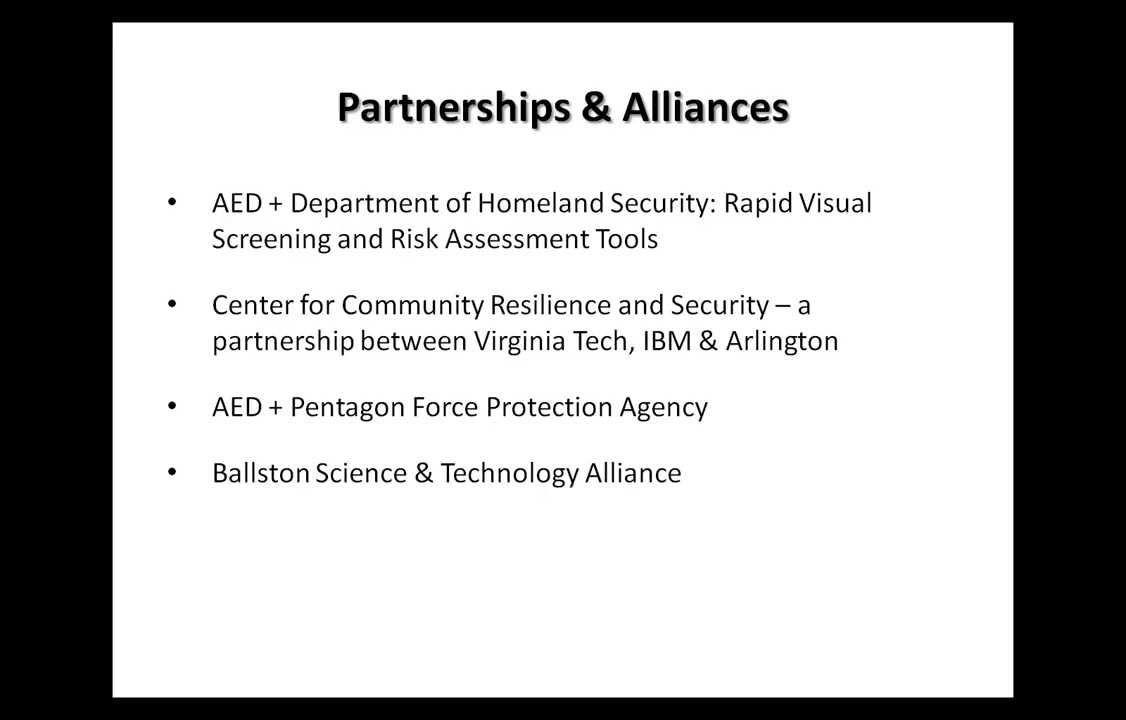 Partnerships & Alliances
• AED + Department of Homeland Security: Rapid Visual
Screening and Risk Assessment Tools
• Center for Community Resilience and Security – a
partnership between Virginia Tech, IBM & Arlington
• AED + Pentagon Force Protection Agency
• Ballston Science & Technology Alliance